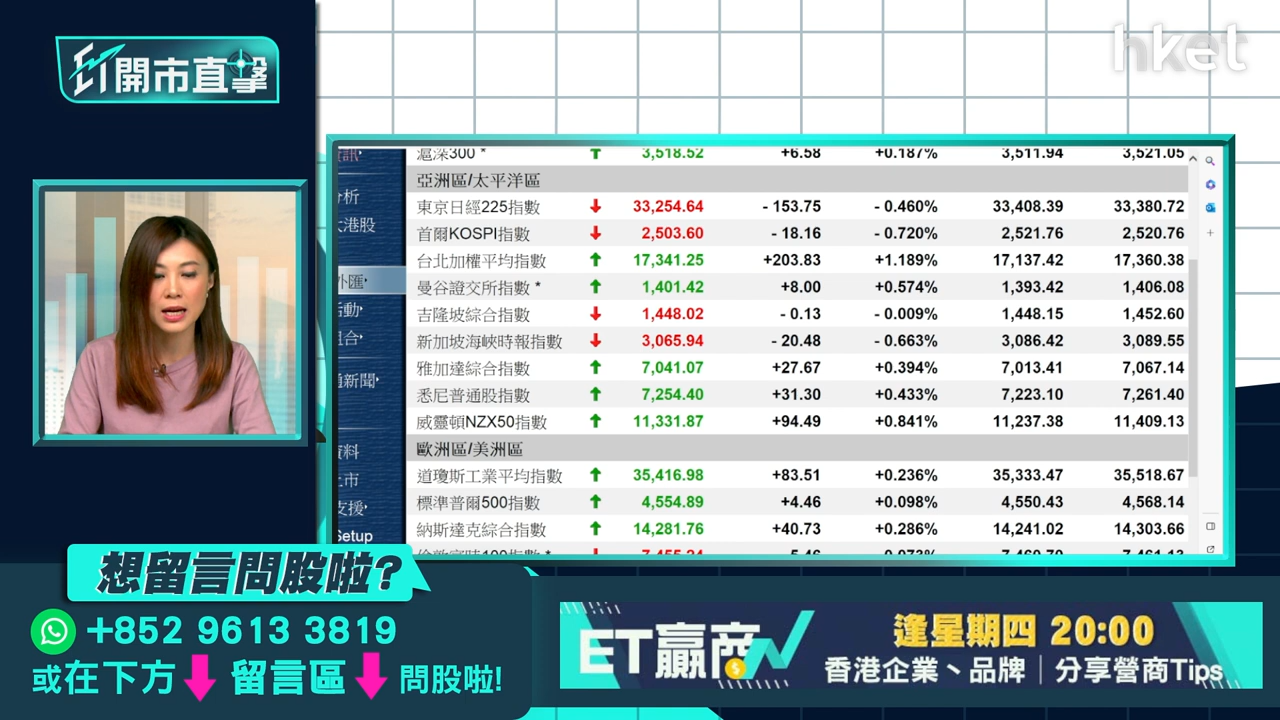 ET開市直擊
hket
滬深300 * 3,518.52 +6.58 +0.187% 3,511.94 3,521.05
亞洲區/太平洋區
東京日經225指數 33,254.64 - 153.75 - 0.460% 33,408.39 33,380.72
首爾KOSPI指數 2,503.60 - 18.16 - 0.720% 2,521.76 2,520.76
台北加權平均指數 17,341.25 +203.83 +1.189% 17,137.42 17,360.38
曼谷證交所指數 * 1,401.42 +8.00 +0.574% 1,393.42 1,406.08
吉隆坡綜合指數 1,448.02 - 0.13 - 0.009% 1,448.15 1,452.60
新加坡海峽時報指數 3,065.94 - 20.48 - 0.663% 3,086.42 3,089.55
雅加達綜合指數 7,041.07 +27.67 +0.394% 7,013.41 7,067.14
悉尼普通股指數 7,254.40 +31.30 +0.433% 7,223.10 7,261.40
威靈頓NZX50指數 11,331.87 +94.49 +0.841% 11,237.38 11,409.13
歐洲區/美洲區
道瓊斯工業平均指數 35,416.98 +83.51 +0.236% 35,333.47 35,518.67
標準普爾500指數 4,554.89 +4.46 +0.098% 4,550.43 4,568.14
納斯達克綜合指數 14,281.76 +40.73 +0.286% 14,241.02 14,303.66
分析
大港股
外匯
活動
組合
新聞
資料
上市
支援
Setup
想留言問股啦?
+852 9613 3819
或在下方 留言區 問股啦!
ET贏商
逢星期四 20:00
香港企業、品牌｜分享營商Tips